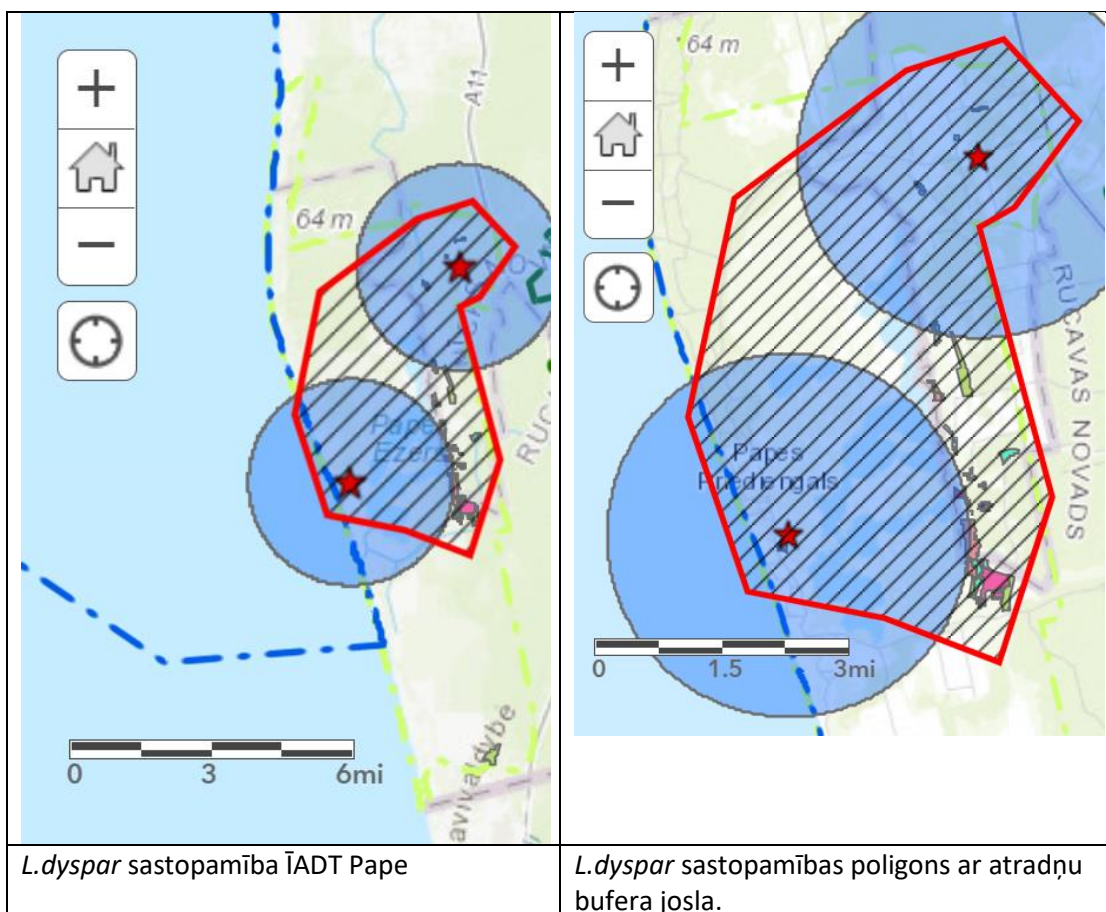 +
−
64 m
A11
Papes
Ezers
0
3
6mi
+
−
64 m
RUCAVAS NOVADS
Papes
Priediengals
0
1.5
3mi
L.dyspar sastopamība ĪADT Pape
L.dyspar sastopamības poligons ar atradņu
bufera josla.